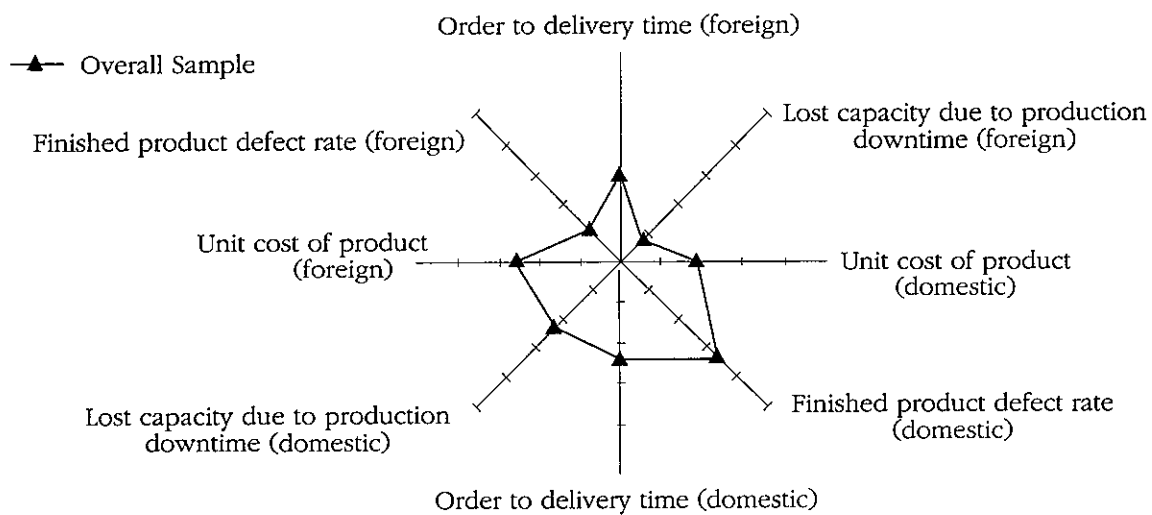 Order to delivery time (foreign)
Overall Sample
Lost capacity due to production
downtime (foreign)
Finished product defect rate (foreign)
Unit cost of product
(foreign)
Unit cost of product
(domestic)
Lost capacity due to production
downtime (domestic)
Finished product defect rate
(domestic)
Order to delivery time (domestic)